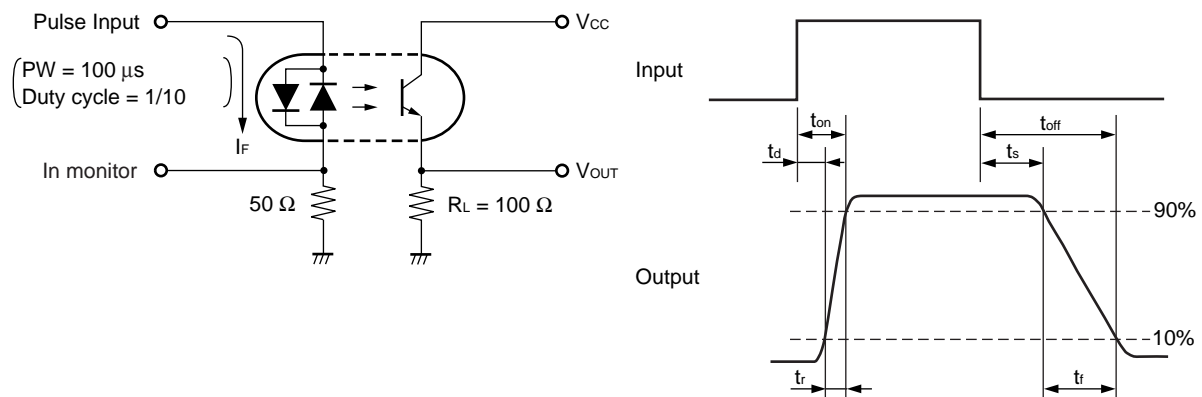 Pulse Input
VCC
PW = 100 μs
Duty cycle = 1/10
IF
In monitor
VOUT
50 Ω
RL = 100 Ω
Input
ton
toff
td
ts
90%
Output
10%
tr
tf